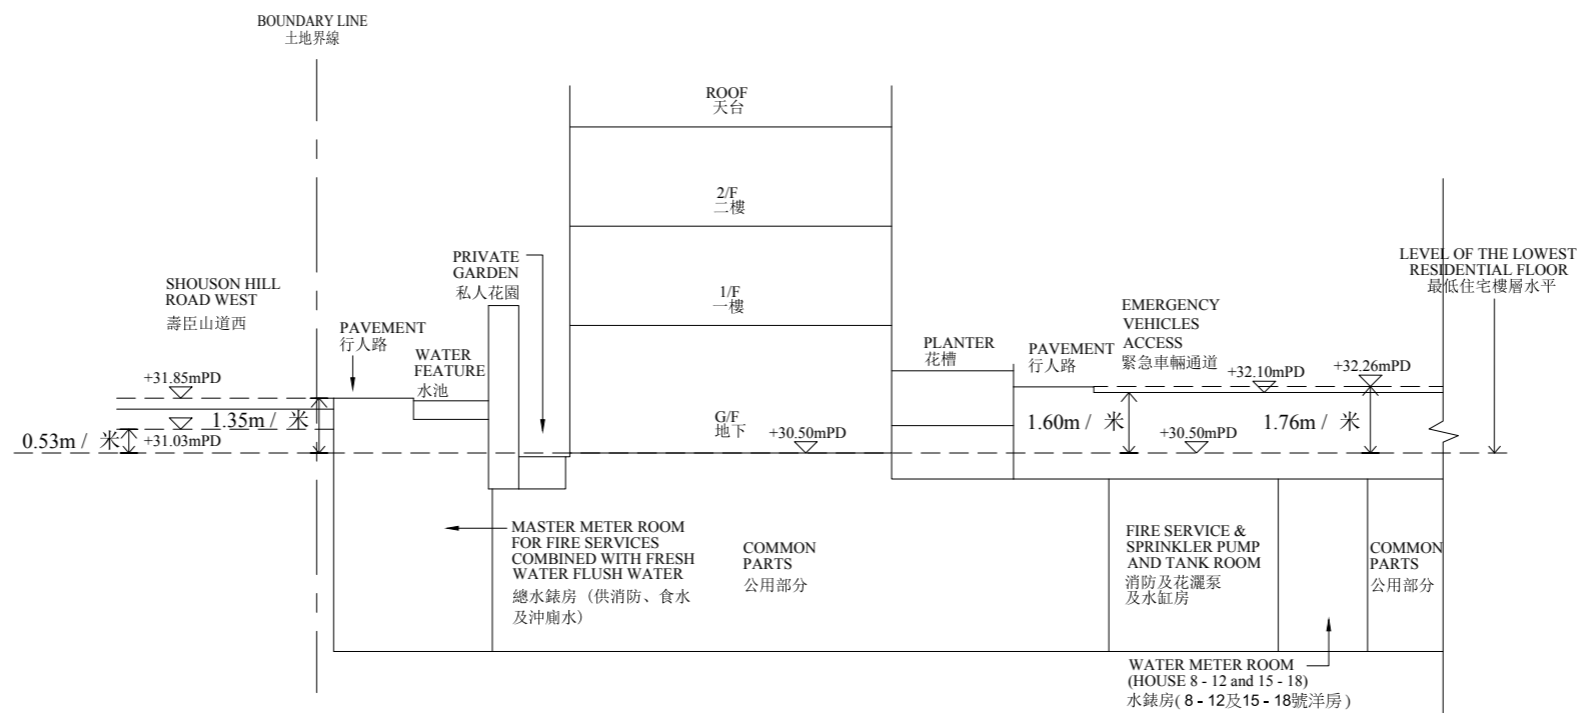 BOUNDARY LINE
土地界線
ROOF
天台
2/F
二樓
1/F
一樓
G/F
地下
+30.50mPD
SHOUSON HILL
ROAD WEST
壽臣山道西
+31.85mPD
+31.03mPD
0.53m / 米
1.35m / 米
PAVEMENT
行人路
WATER
FEATURE
水池
PRIVATE
GARDEN
私人花園
PLANTER
花槽
PAVEMENT
行人路
EMERGENCY
VEHICLES
ACCESS
緊急車輛通道
+32.10mPD
+32.26mPD
1.60m / 米
+30.50mPD
1.76m / 米
LEVEL OF THE LOWEST
RESIDENTIAL FLOOR
最低住宅樓層水平
MASTER METER ROOM
FOR FIRE SERVICES
COMBINED WITH FRESH
WATER FLUSH WATER
總水錶房（供消防、食水
及沖廁水）
COMMON
PARTS
公用部分
FIRE SERVICE &
SPRINKLER PUMP
AND TANK ROOM
消防及花灑泵
及水缸房
COMMON
PARTS
公用部分
WATER METER ROOM
(HOUSE 8 - 12 and 15 - 18)
水錶房( 8 - 12及15 - 18號洋房 )